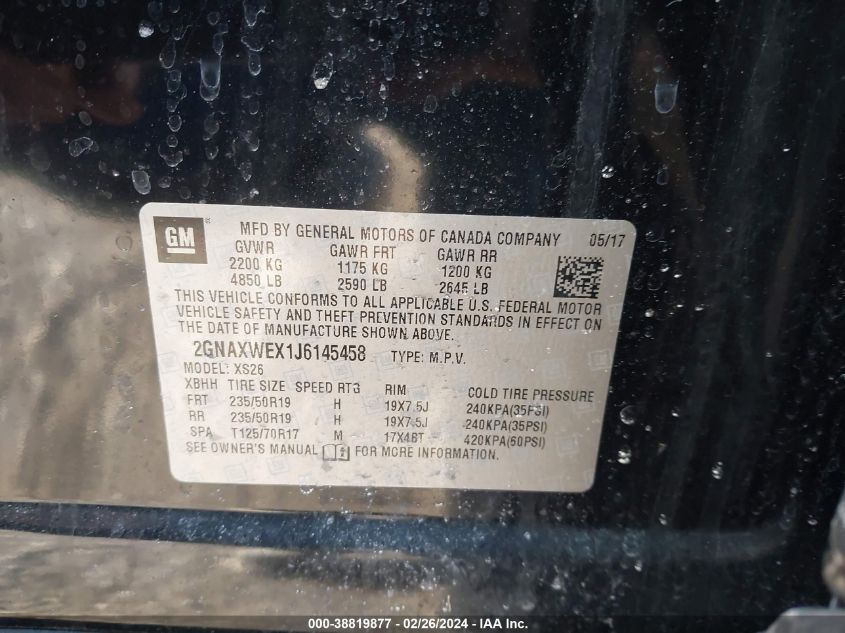 GM
MFD BY GENERAL MOTORS OF CANADA COMPANY 05/17
GVWR GAWR FRT GAWR RR
2200 KG 1175 KG 1200 KG
4850 LB 2590 LB 2645 LB
THIS VEHICLE CONFORMS TO ALL APPLICABLE U.S. FEDERAL MOTOR
VEHICLE SAFETY AND THEFT PREVENTION STANDARDS IN EFFECT ON
THE DATE OF MANUFACTURE SHOWN ABOVE.
2GNAXWEX1J6145458 TYPE: M.P.V.
MODEL: XS26
XBHH TIRE SIZE SPEED RTG RIM COLD TIRE PRESSURE
FRT 235/50R19 H 19X7.5J 240KPA(35PSI)
RR 235/50R19 H 19X7.5J 240KPA(35PSI)
SPA T125/70R17 M 17X4BT 420KPA(60PSI)
SEE OWNER'S MANUAL FOR MORE INFORMATION.
000-38819877 - 02/26/2024 - IAA Inc.